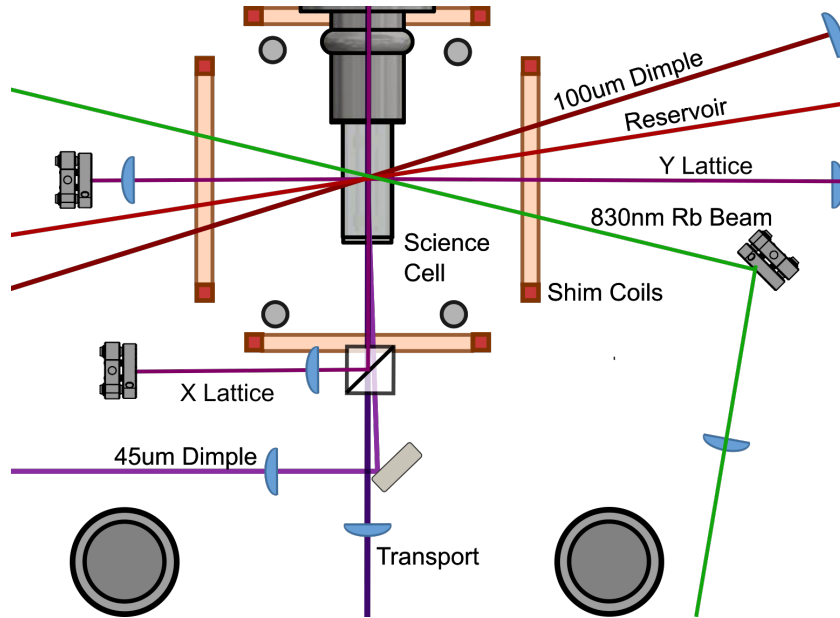 100um Dimple
Reservoir
Y Lattice
830nm Rb Beam
Science
Cell
Shim Coils
X Lattice
45um Dimple
Transport